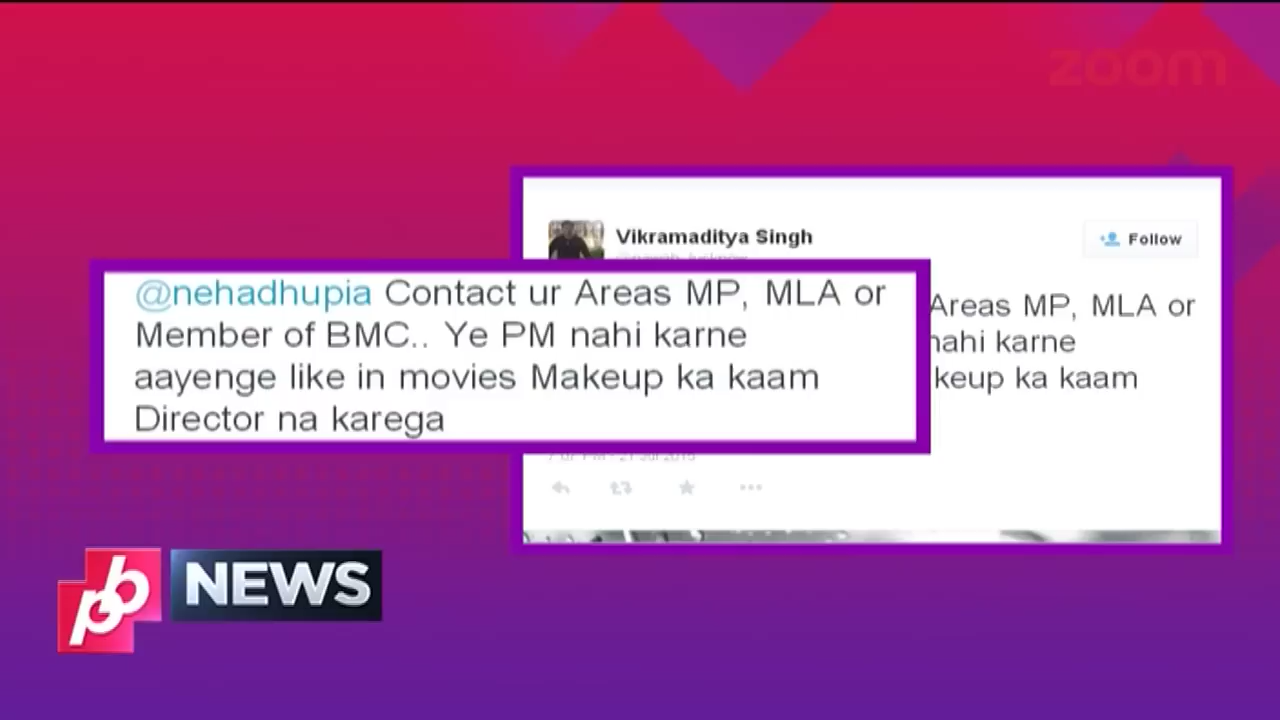 zoom
Vikramaditya Singh
Follow
@nehadhupia Contact ur Areas MP, MLA or
Member of BMC.. Ye PM nahi karne
aayenge like in movies Makeup ka kaam
Director na karega
Areas MP, MLA or
nahi karne
keup ka kaam
pb NEWS